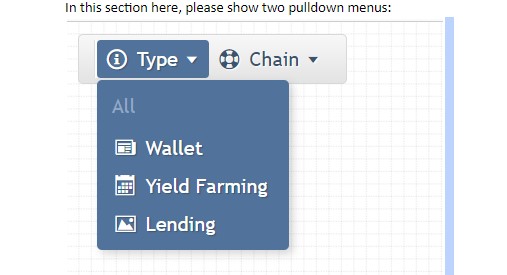 In this section here, please show two pulldown menus:
Type Chain
All
Wallet
Yield Farming
Lending